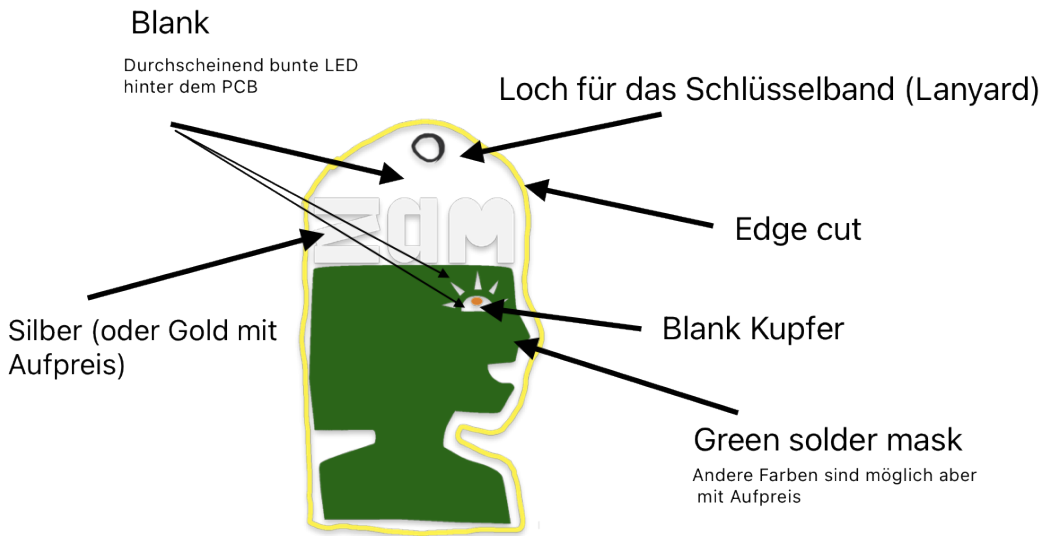 Blank
Durchscheinend bunte LED
hinter dem PCB
Loch für das Schlüsselband (Lanyard)
Edge cut
Silber (oder Gold mit
Aufpreis)
Blank Kupfer
Green solder mask
Andere Farben sind möglich aber
mit Aufpreis